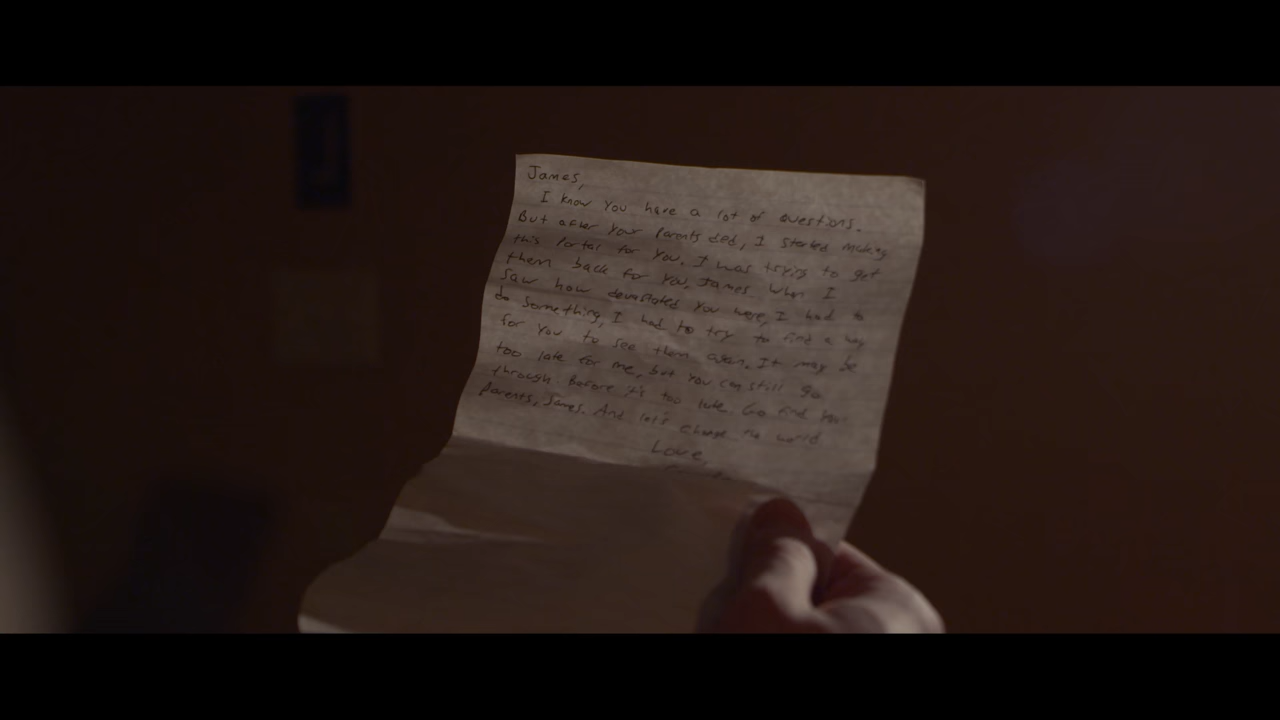 James,
I know you have a lot of questions.
But after your parents died, I started making
this portal for you. I was trying to get
them back for you, James. When I
saw how devastated you were, I had to
do something, I had to try to find a way
for you to see them again. It may be
too late for me, but you can still go
through before it's too late. Go find your
parents, James. And let's change the world
Love,